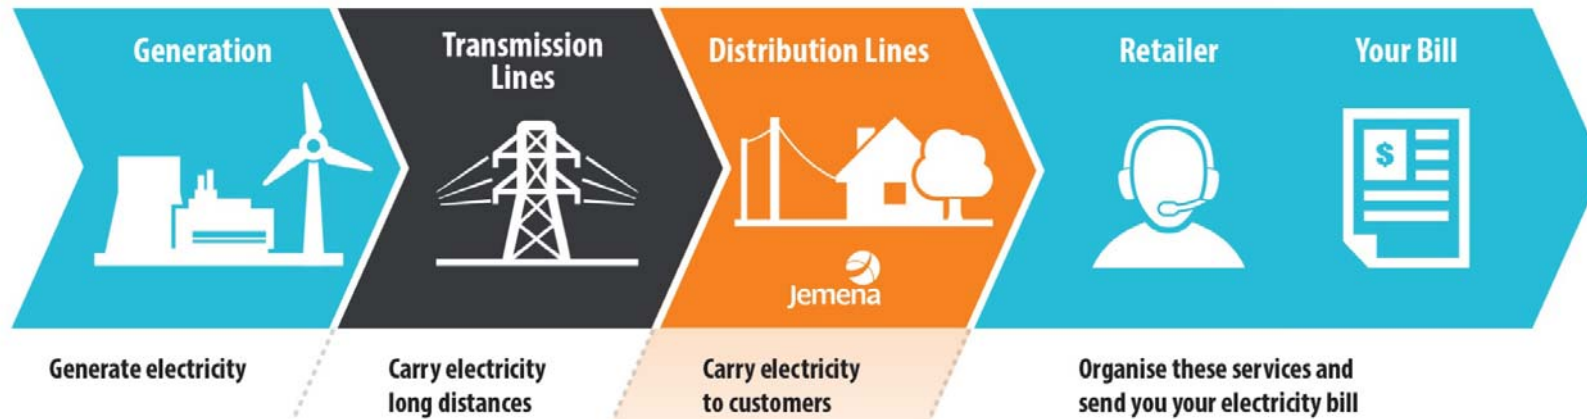 Generation
Transmission
Lines
Distribution Lines
Retailer
Your Bill
$
Jemena
Generate electricity
Carry electricity
long distances
Carry electricity
to customers
Organise these services and
send you your electricity bill